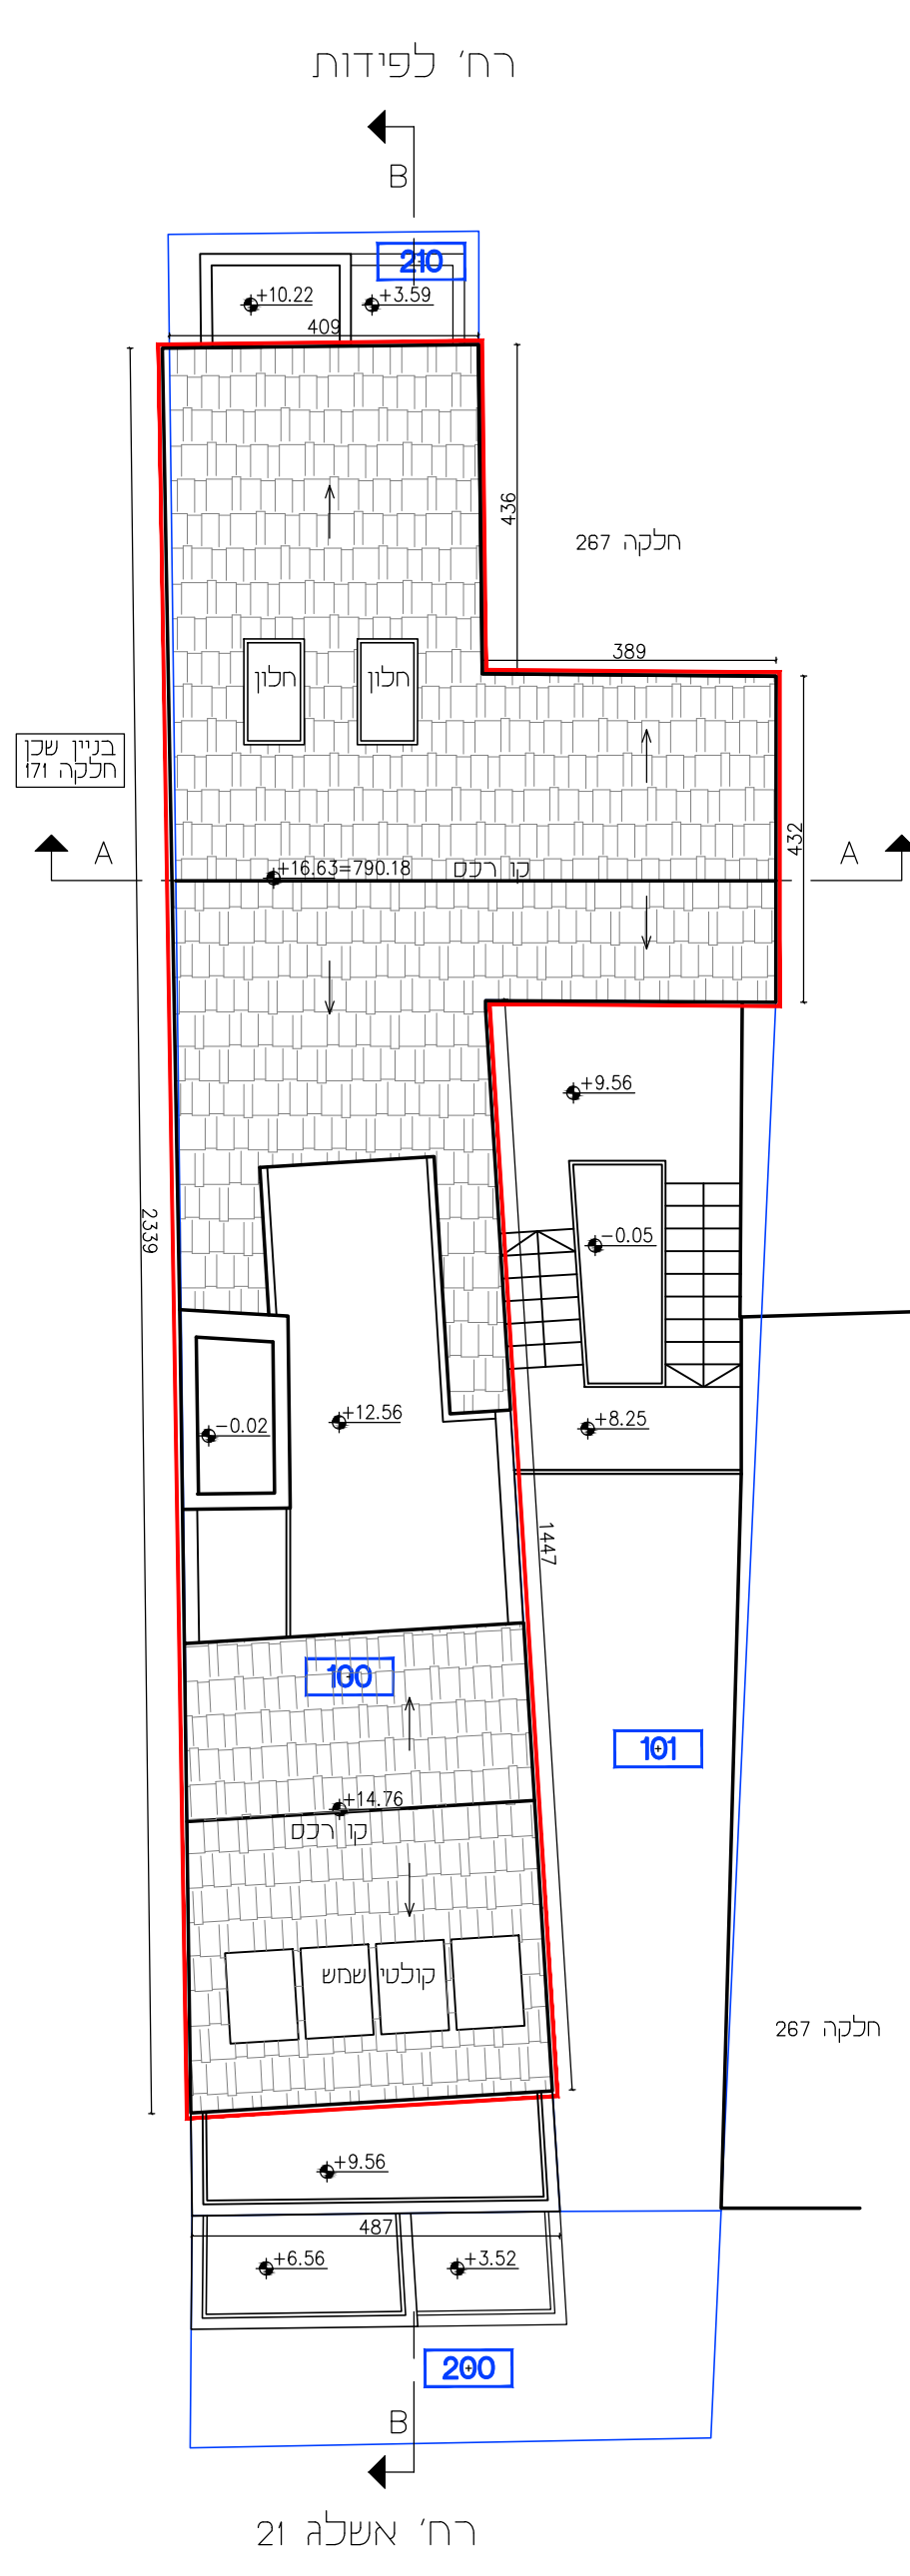 רח' לפידות
B
210
+10.22
+3.59
409
436
חלקה 267
389
חלון
חלון
בניין שכן
חלקה 171
432
A
A
+16.63=790.18
קו רכס
+9.56
2339
-0.05
+12.56
+8.25
-0.02
1447
100
101
+14.76
קו רכס
קולטי שמש
חלקה 267
+9.56
487
+6.56
+3.52
200
B
רח' אשלג 21